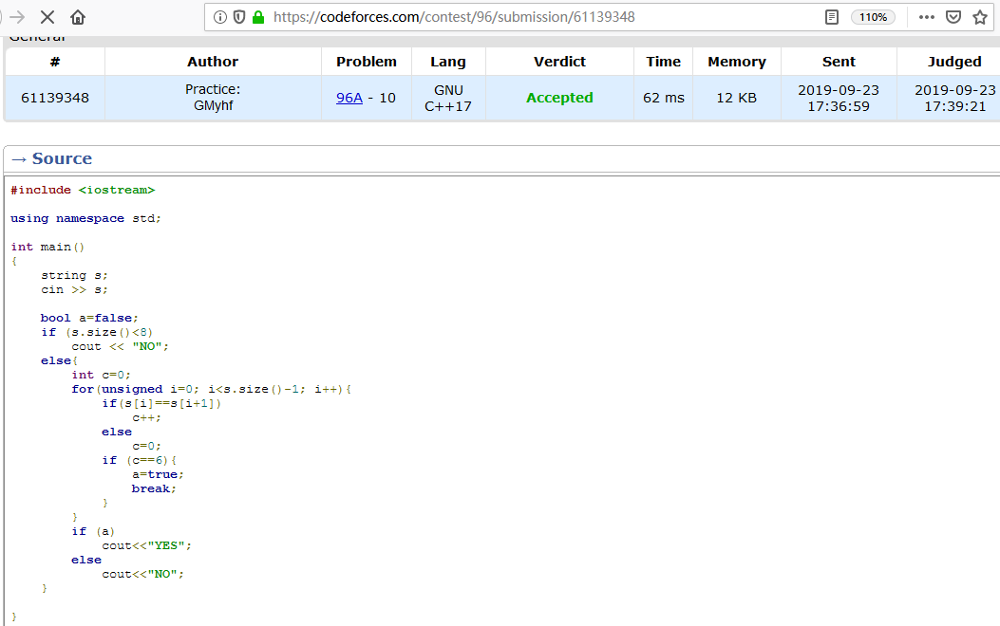 https://codeforces.com/contest/96/submission/61139348 110%
General
# Author Problem Lang Verdict Time Memory Sent Judged
61139348 Practice: GMyhf 96A - 10 GNU C++17 Accepted 62 ms 12 KB 2019-09-23 17:36:59 2019-09-23 17:39:21
→ Source
#include <iostream>
using namespace std;
int main()
{
    string s;
    cin >> s;
    bool a=false;
    if (s.size()<8)
        cout << "NO";
    else{
        int c=0;
        for(unsigned i=0; i<s.size()-1; i++){
            if(s[i]==s[i+1])
                c++;
            else
                c=0;
            if (c==6){
                a=true;
                break;
            }
        }
        if (a)
            cout<<"YES";
        else
            cout<<"NO";
    }
}